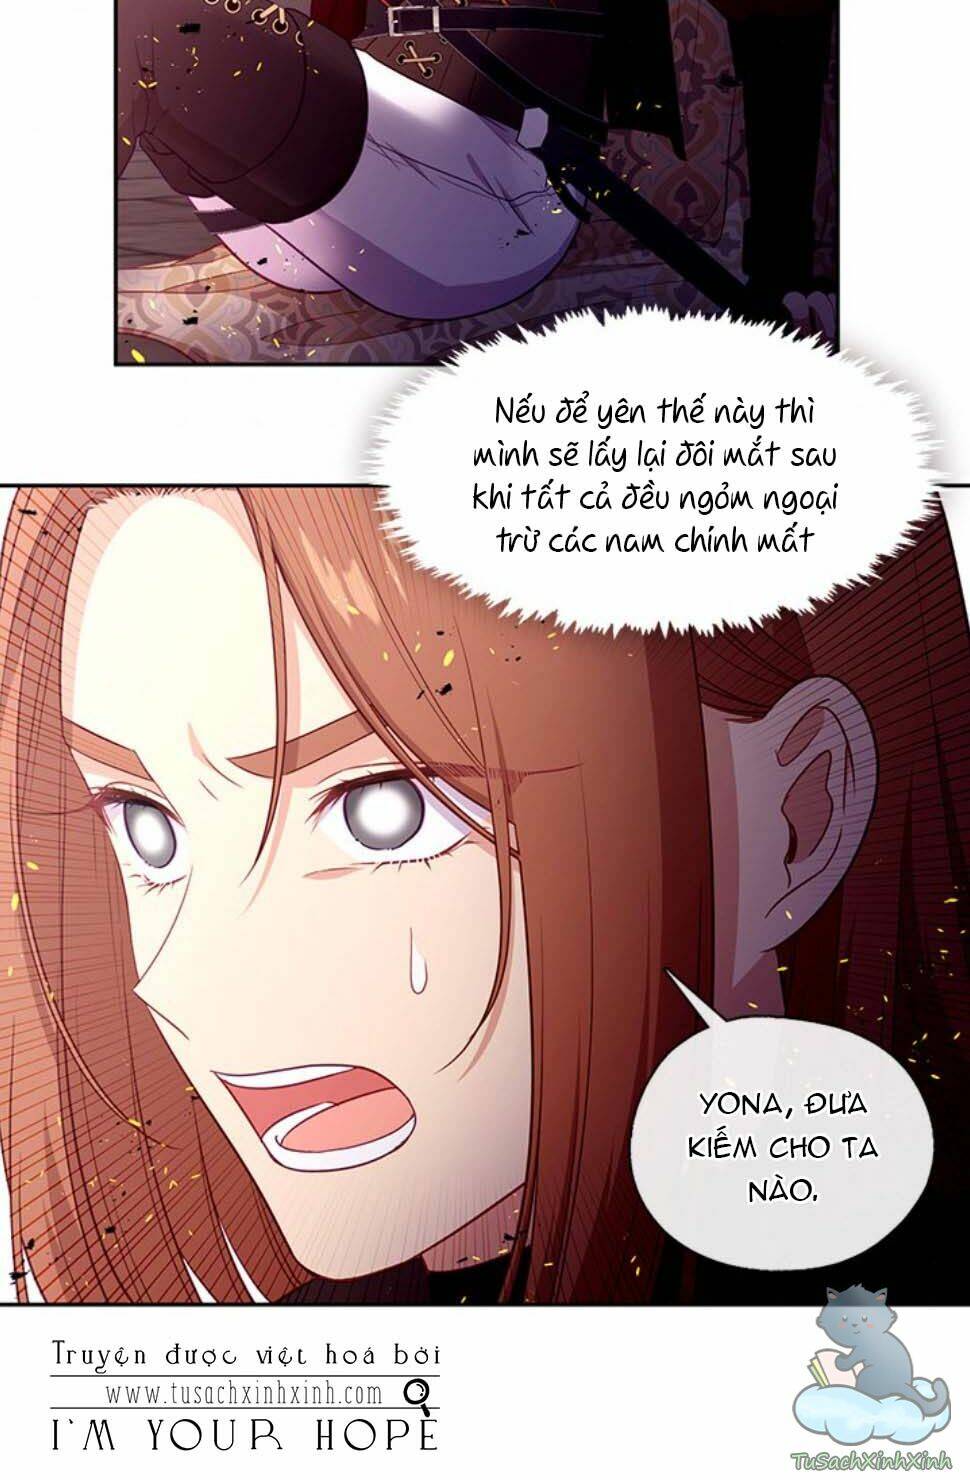 Nếu để yên thế này thì
mình sẽ lấy lại đôi mắt sau
khi tất cả đều ngỏm ngoại
trừ các nam chính mất
YONA, ĐƯA
KIẾM CHO TA
NÀO.
Truyện được việt hoá bởi
www.tusachxinhxinh.com
I'M YOUR HOPE
TuSachXinhXinh